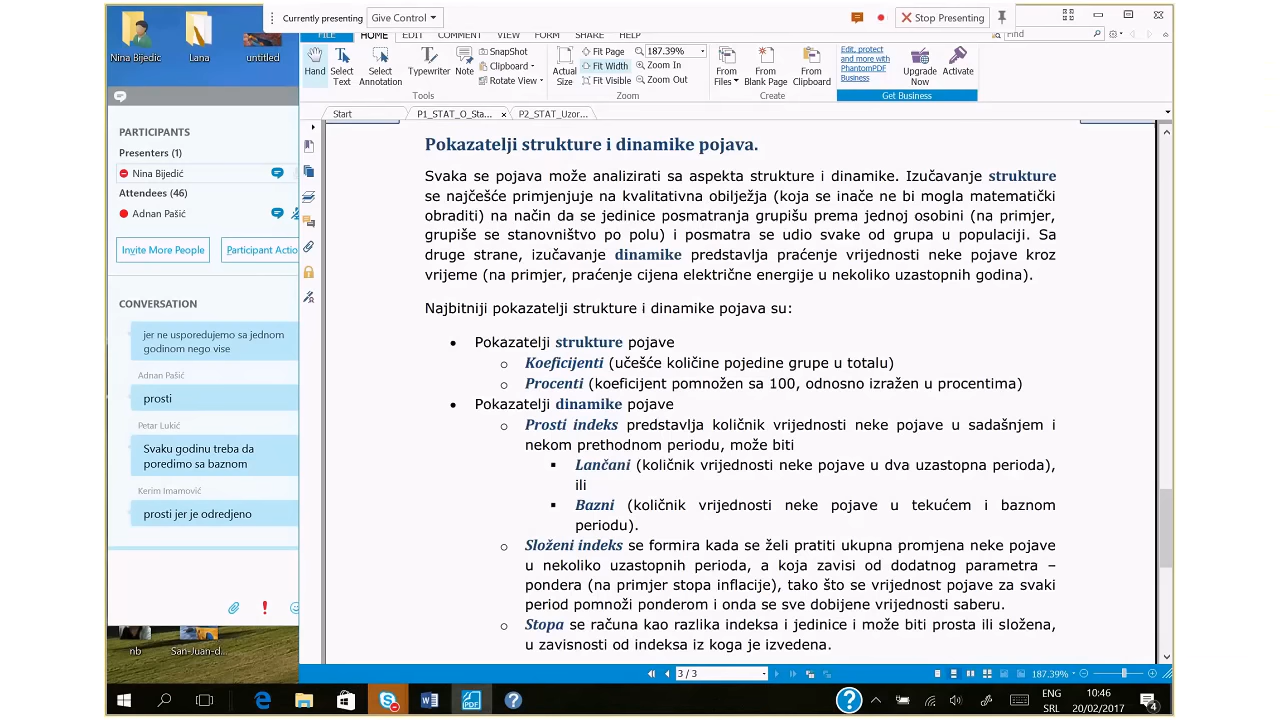 Currently presenting
Give Control
Stop Presenting
Nina Bijedic
Lana
untitled
FILE
HOME
EDIT
COMMENT
VIEW
FORM
SHARE
HELP
Find
Hand
Select Text
Select Annotation
Typewriter
Note
SnapShot
Clipboard
Rotate View
Tools
Actual Size
Fit Page
Fit Width
Fit Visible
187.39%
Zoom In
Zoom Out
Zoom
From Files
From Blank Page
From Clipboard
Create
Edit, protect and more with PhantomPDF Business
Upgrade Now
Activate
Get Business
Start
P1_STAT_O_Sta...
P2_STAT_Uzor...
PARTICIPANTS
Presenters (1)
Nina Bijedić
Attendees (46)
Adnan Pašić
Invite More People
Participant Actio
CONVERSATION
jer ne usporedujemo sa jednom
godinom nego vise
Adnan Pašić
prosti
Petar Lukić
Svaku godinu treba da
poredimo sa baznom
Kerim Imamović
prosti jer je odredjeno
nb
San-Juan-d...
Pokazatelji strukture i dinamike pojava.
Svaka se pojava može analizirati sa aspekta strukture i dinamike. Izučavanje strukture
se najčešće primjenjuje na kvalitativna obilježja (koja se inače ne bi mogla matematički
obraditi) na način da se jedinice posmatranja grupišu prema jednoj osobini (na primjer,
grupiše se stanovništvo po polu) i posmatra se udio svake od grupa u populaciji. Sa
druge strane, izučavanje dinamike predstavlja praćenje vrijednosti neke pojave kroz
vrijeme (na primjer, praćenje cijena električne energije u nekoliko uzastopnih godina).
Najbitniji pokazatelji strukture i dinamike pojava su:
• Pokazatelji strukture pojave
o Koeficijenti (učešće količine pojedine grupe u totalu)
o Procenti (koeficijent pomnožen sa 100, odnosno izražen u procentima)
• Pokazatelji dinamike pojave
o Prosti indeks predstavlja količnik vrijednosti neke pojave u sadašnjem i
nekom prethodnom periodu, može biti
▪ Lančani (količnik vrijednosti neke pojave u dva uzastopna perioda),
ili
▪ Bazni (količnik vrijednosti neke pojave u tekućem i baznom
periodu).
o Složeni indeks se formira kada se želi pratiti ukupna promjena neke pojave
u nekoliko uzastopnih perioda, a koja zavisi od dodatnog parametra –
pondera (na primjer stopa inflacije), tako što se vrijednost pojave za svaki
period pomnoži ponderom i onda se sve dobijene vrijednosti saberu.
o Stopa se računa kao razlika indeksa i jedinice i može biti prosta ili složena,
u zavisnosti od indeksa iz koga je izvedena.
3 / 3
187.39%
ENG
SRL
10:46
20/02/2017
4